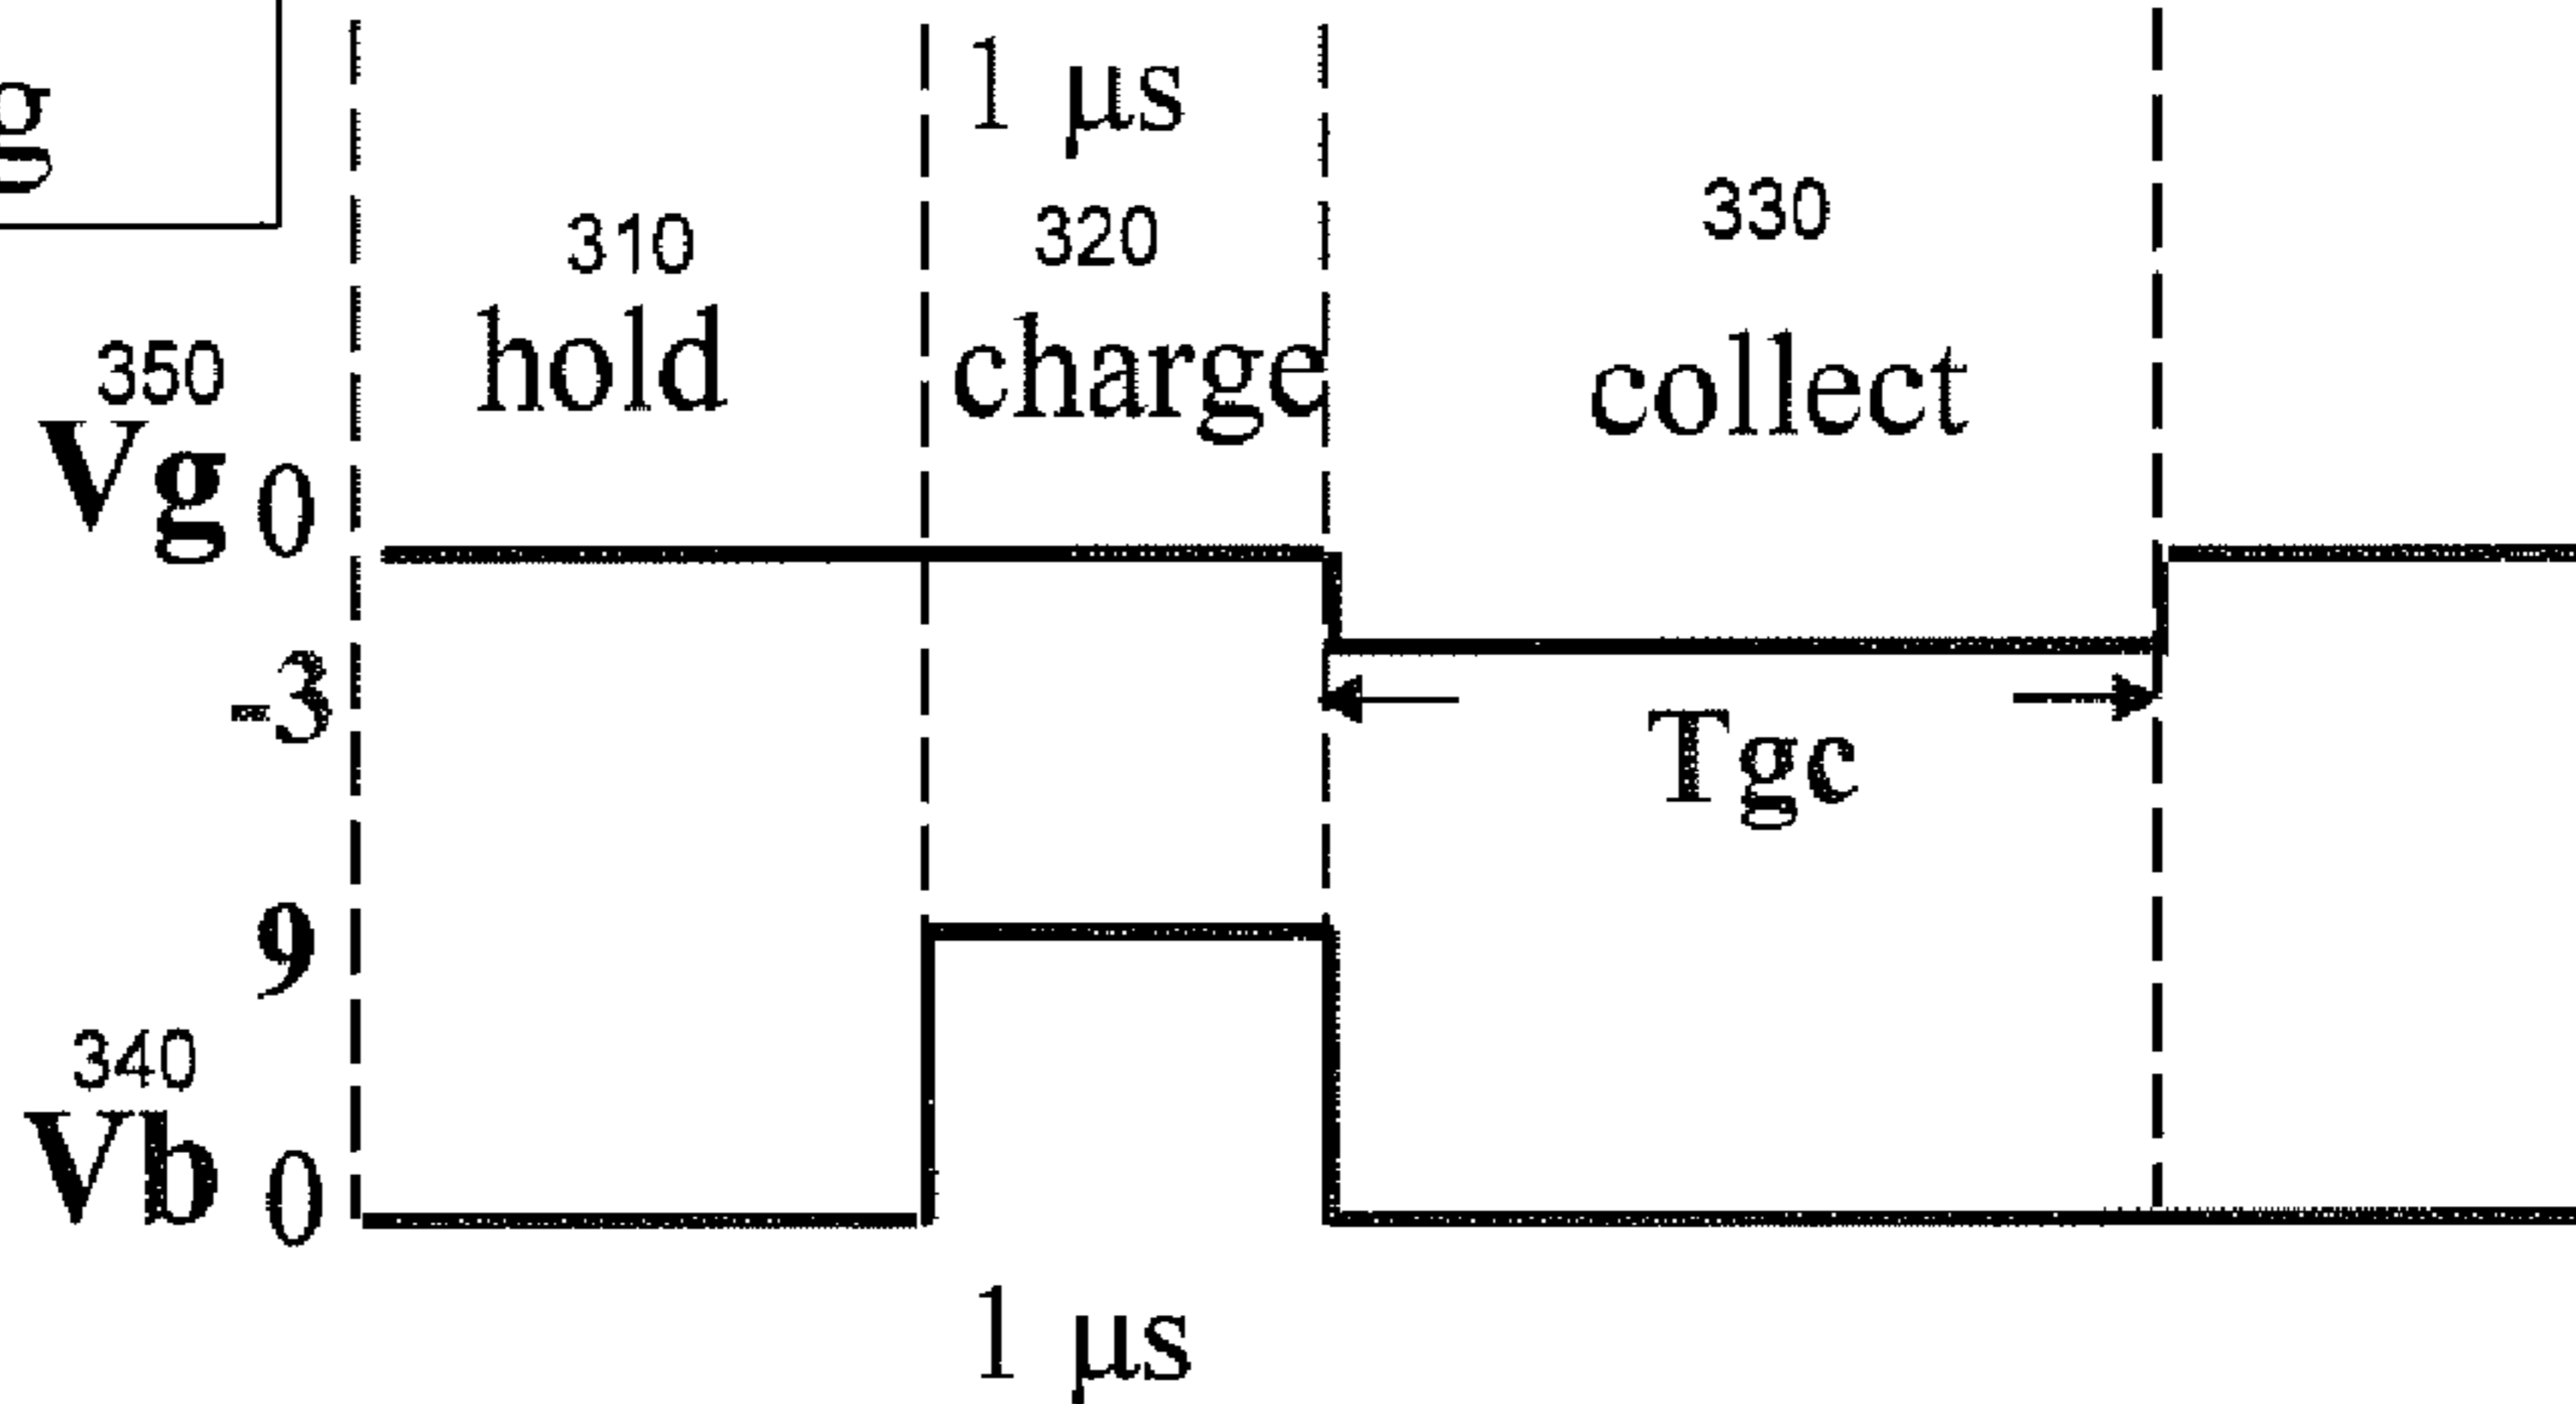 g
1 μs
310 320 330
hold charge collect
350
Vg 0
-3
Tgc
9
340
Vb 0
1 μs